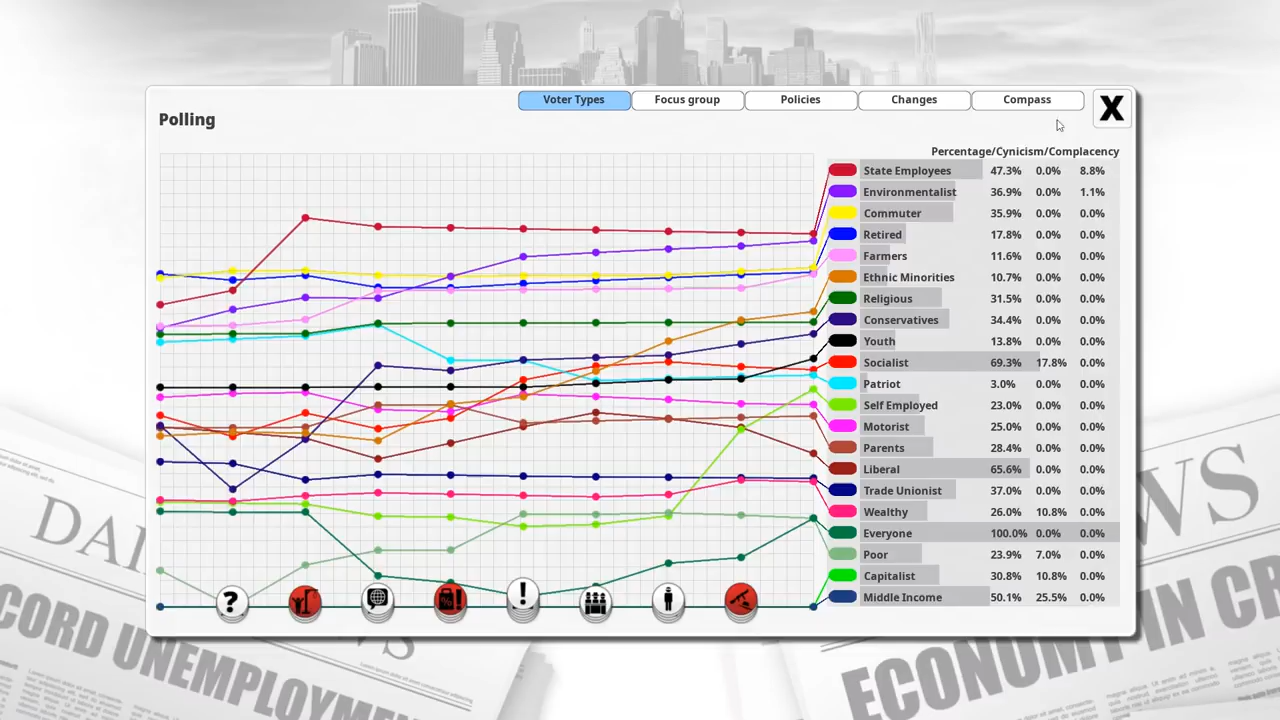 Voter Types Focus group Policies Changes Compass X
Polling
Percentage/Cynicism/Complacency
State Employees 47.3% 0.0% 8.8%
Environmentalist 36.9% 0.0% 1.1%
Commuter 35.9% 0.0% 0.0%
Retired 17.8% 0.0% 0.0%
Farmers 11.6% 0.0% 0.0%
Ethnic Minorities 10.7% 0.0% 0.0%
Religious 31.5% 0.0% 0.0%
Conservatives 34.4% 0.0% 0.0%
Youth 13.8% 0.0% 0.0%
Socialist 69.3% 17.8% 0.0%
Patriot 3.0% 0.0% 0.0%
Self Employed 23.0% 0.0% 0.0%
Motorist 25.0% 0.0% 0.0%
Parents 28.4% 0.0% 0.0%
Liberal 65.6% 0.0% 0.0%
Trade Unionist 37.0% 0.0% 0.0%
Wealthy 26.0% 10.8% 0.0%
Everyone 100.0% 0.0% 0.0%
Poor 23.9% 7.0% 0.0%
Capitalist 30.8% 10.8% 0.0%
Middle Income 50.1% 25.5% 0.0%
? ! !
DAI
WS
CORD UNEMPLOYM
ECONOMY IN CR